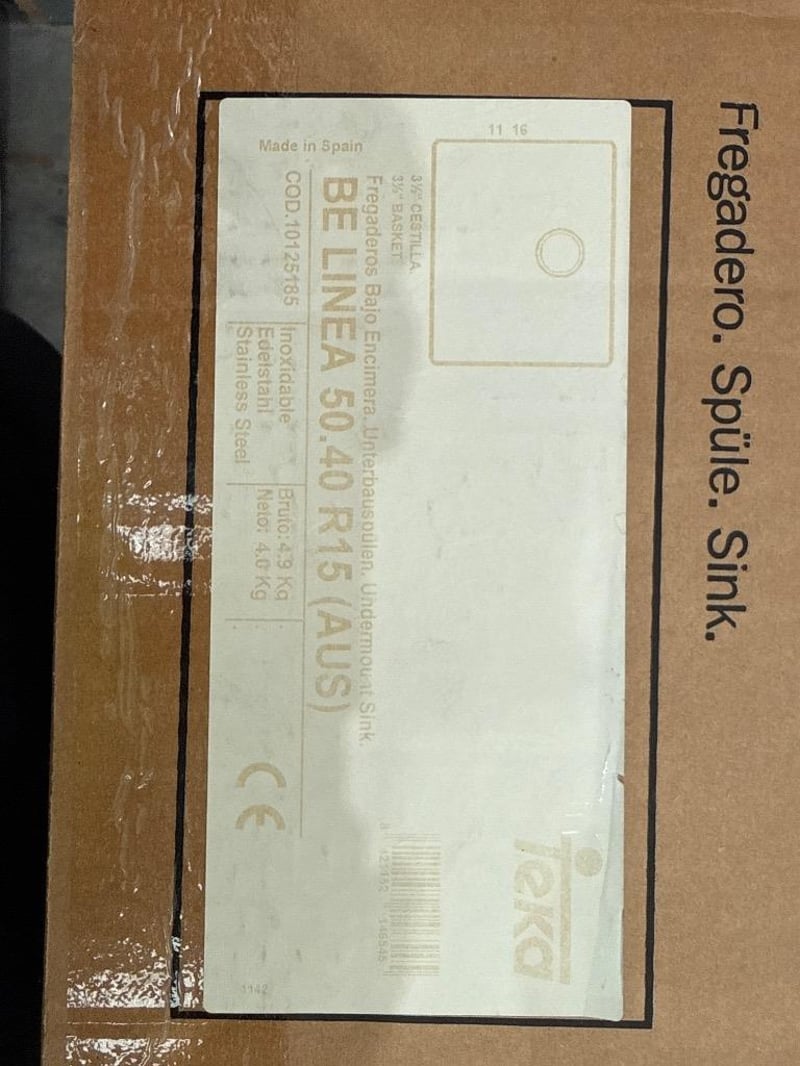 Fregadero. Spüle. Sink.
11 16
teka
3½" CESTILLA
3½" BASKET
Fregaderos Bajo Encimera. Unterbauspülen. Undermount Sink.
BE LINEA 50.40 R15 (AUS)
Made in Spain
COD.10125185
Inoxidable
Edelstahl
Stainless Steel
Bruto: 4.9 Kg
Neto: 4.0 Kg
CE